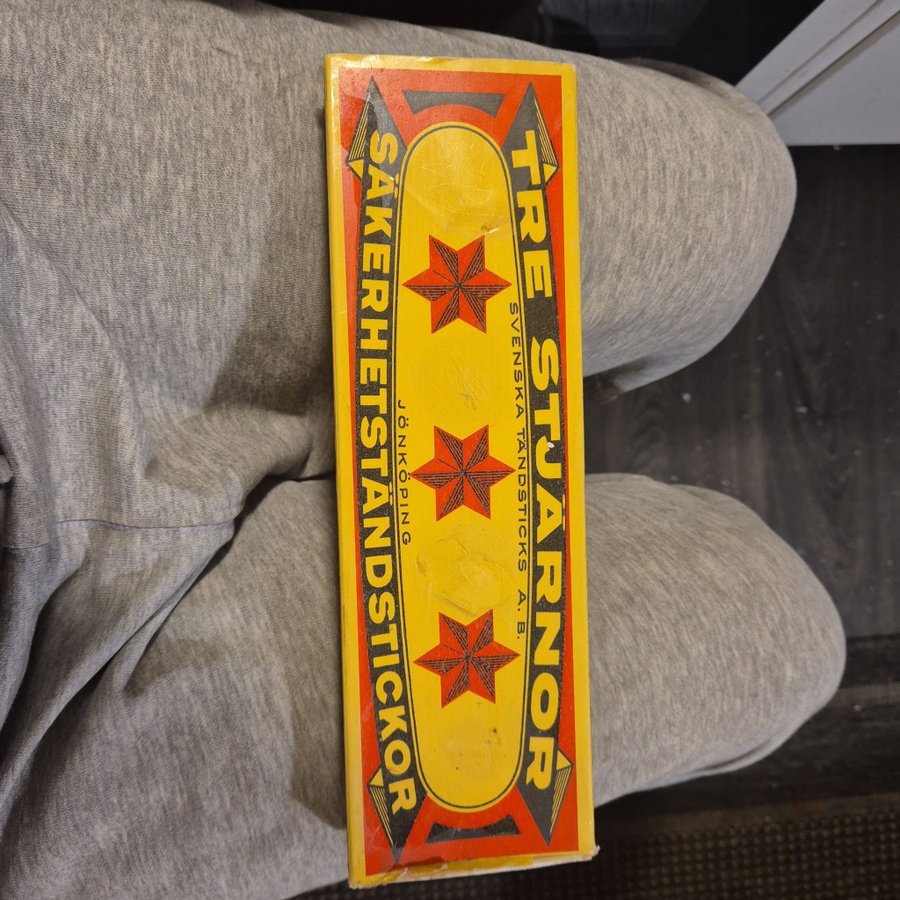 TRE STJÄRNOR
SVENSKA TÄNDSTICKS A.B.
JÖNKÖPING
SÄKERHETSTÄNDSTICKOR